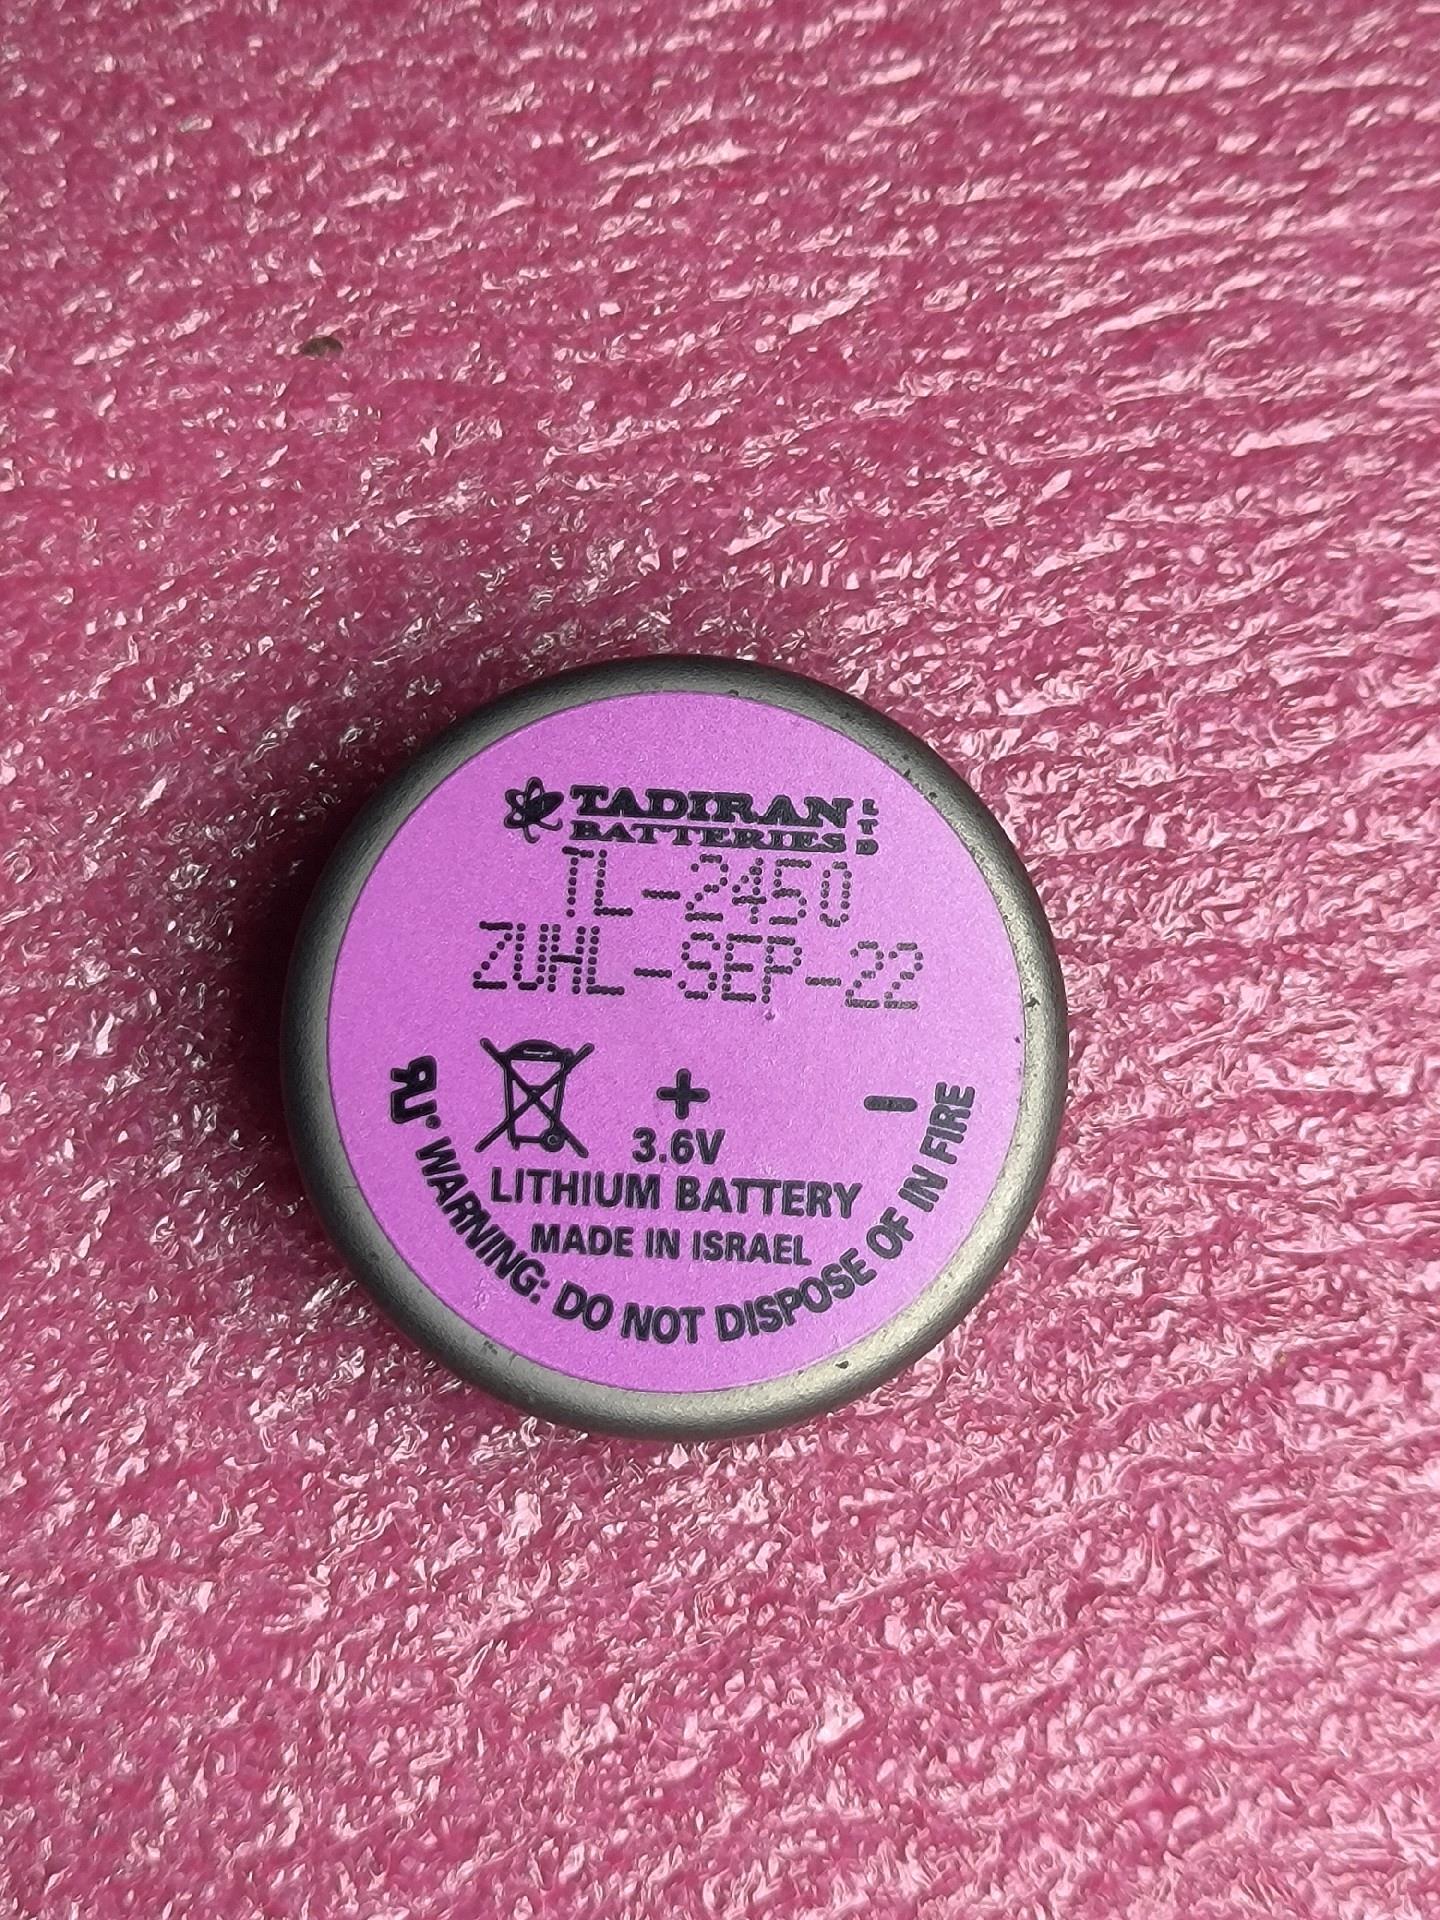 TADIRAN LTD
BATTERIES
TL-2450
ZUHL-SEP-22
+ -
3.6V
LITHIUM BATTERY
MADE IN ISRAEL
WARNING: DO NOT DISPOSE OF IN FIRE